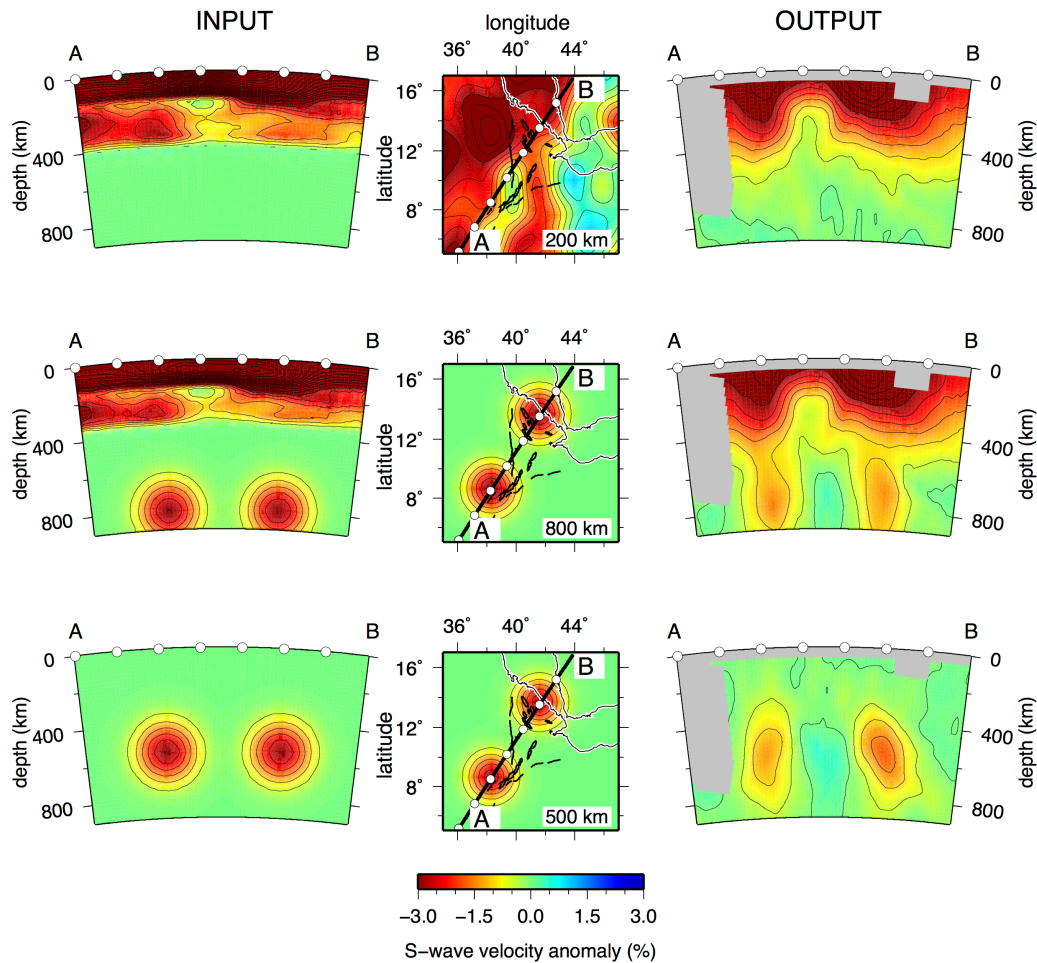 INPUT longitude OUTPUT
A B 36° 40° 44° A B
0 400 800 depth (km)
16° 12° 8° latitude
B A 200 km
0 400 800 depth (km)
A B 36° 40° 44° A B
0 400 800 depth (km)
16° 12° 8° latitude
B A 800 km
0 400 800 depth (km)
A B 36° 40° 44° A B
0 400 800 depth (km)
16° 12° 8° latitude
B A 500 km
0 400 800 depth (km)
−3.0 −1.5 0.0 1.5 3.0
S−wave velocity anomaly (%)